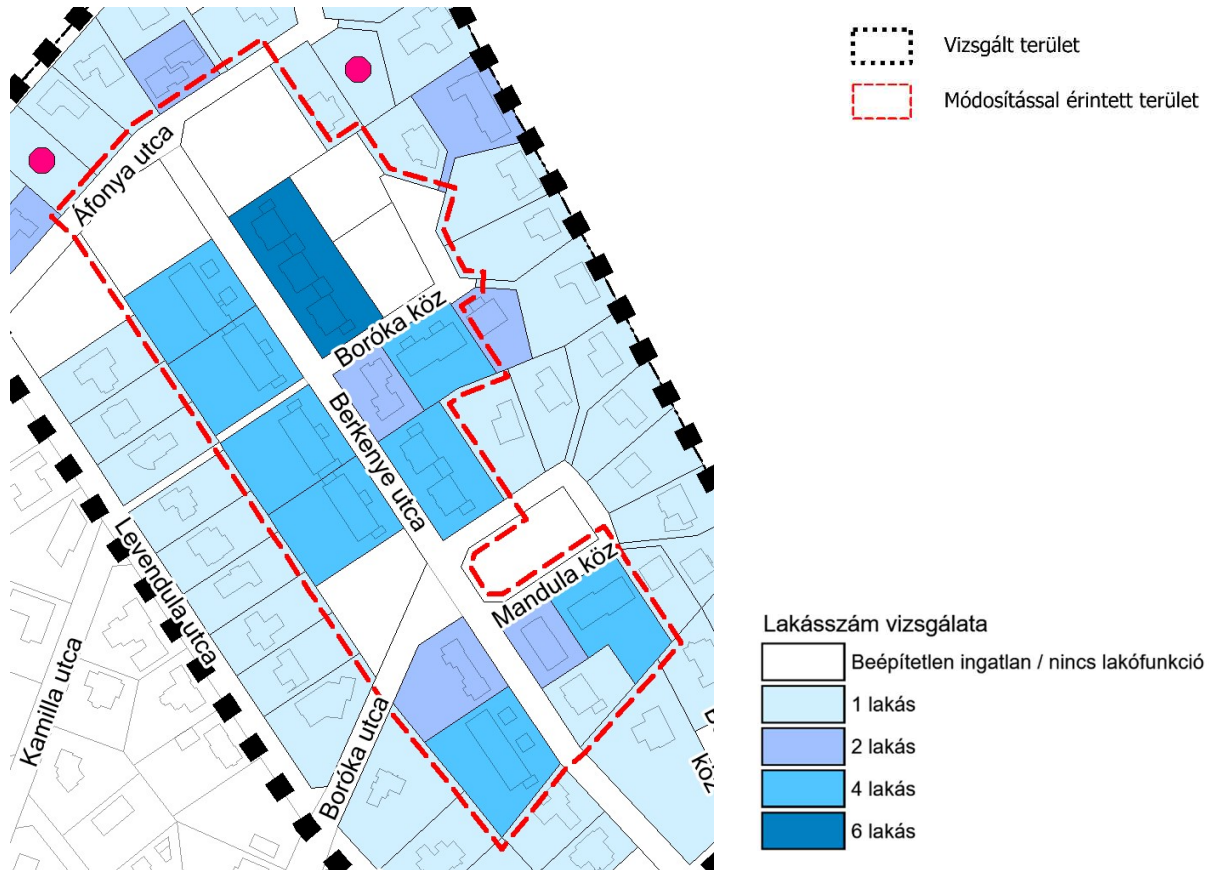 Áfonya utca
Boróka köz
Berkenye utca
Levendula utca
Mandula köz
Kamilla utca
Boróka utca
köz
Vizsgált terület
Módosítással érintett terület
Lakásszám vizsgálata
Beépítetlen ingatlan / nincs lakófunkció
1 lakás
2 lakás
4 lakás
6 lakás